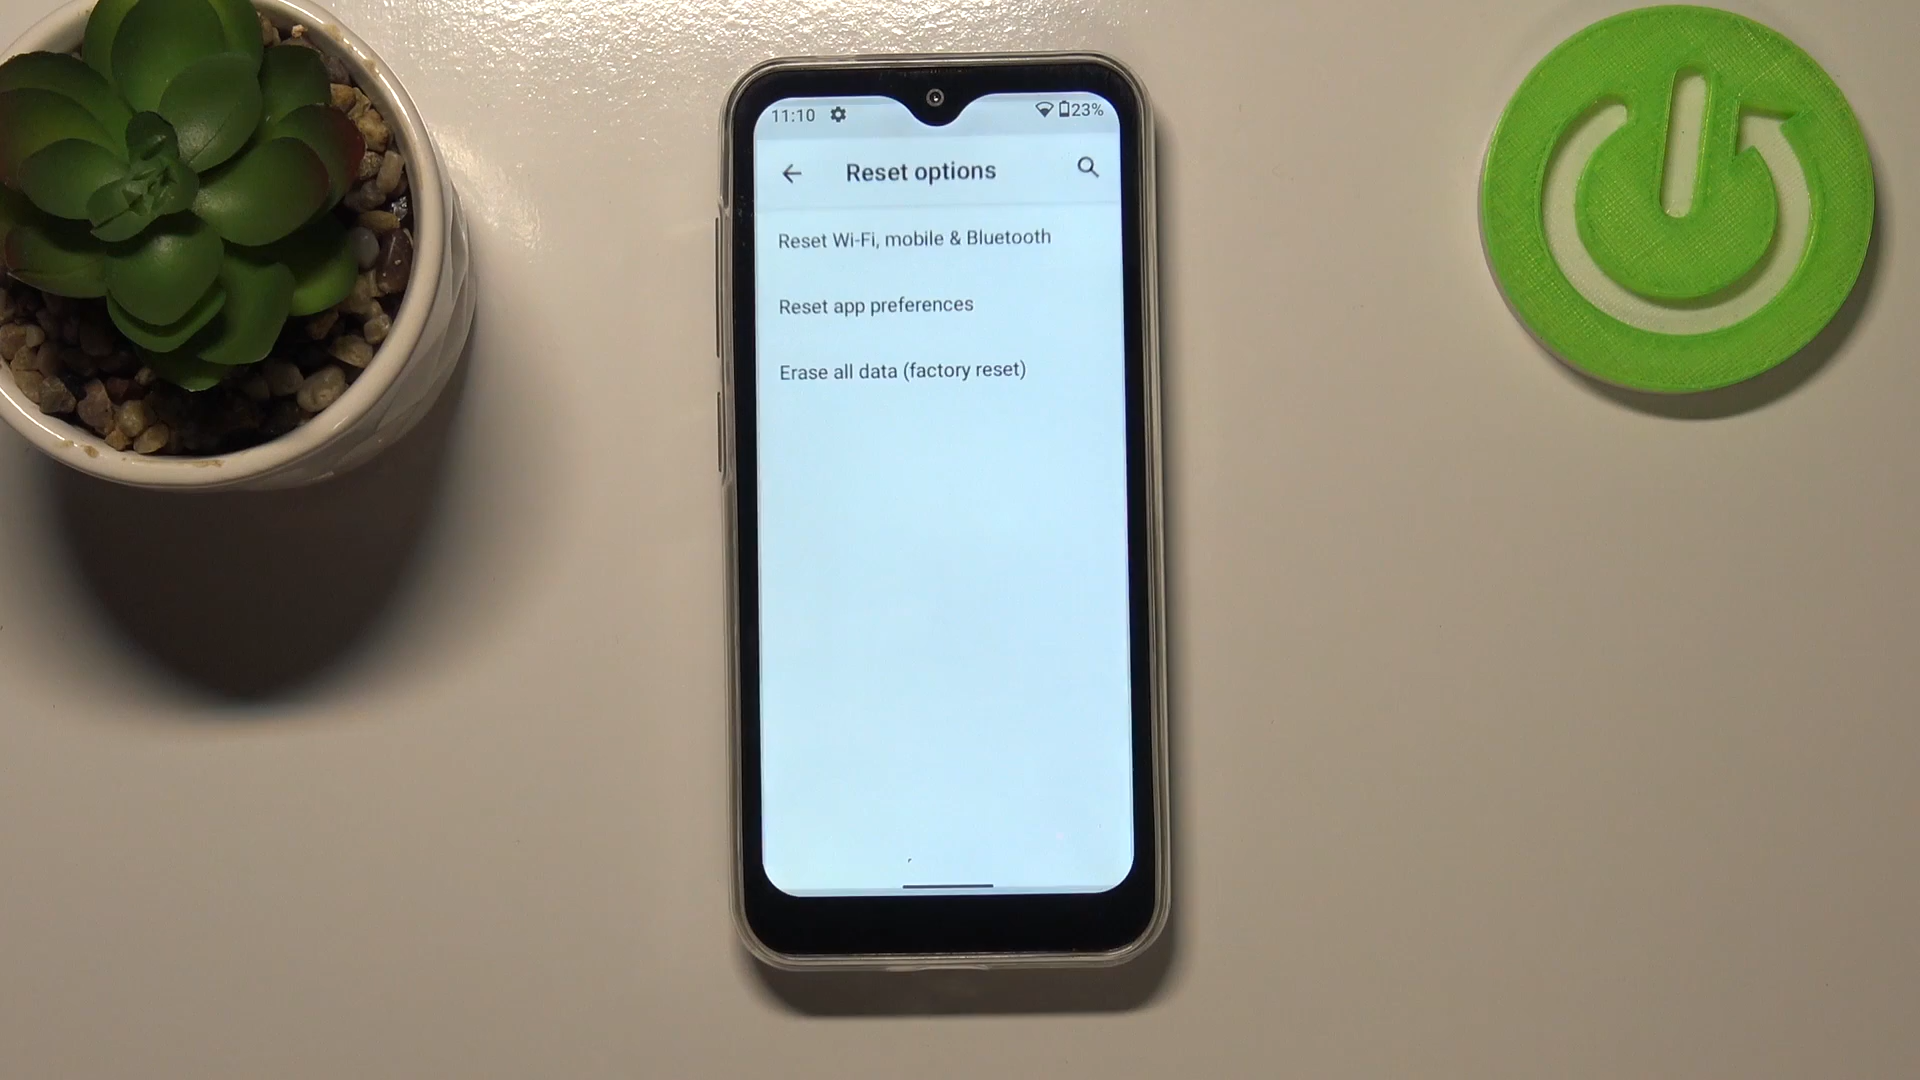 11:10 23%
Reset options
Reset Wi-Fi, mobile & Bluetooth
Reset app preferences
Erase all data (factory reset)